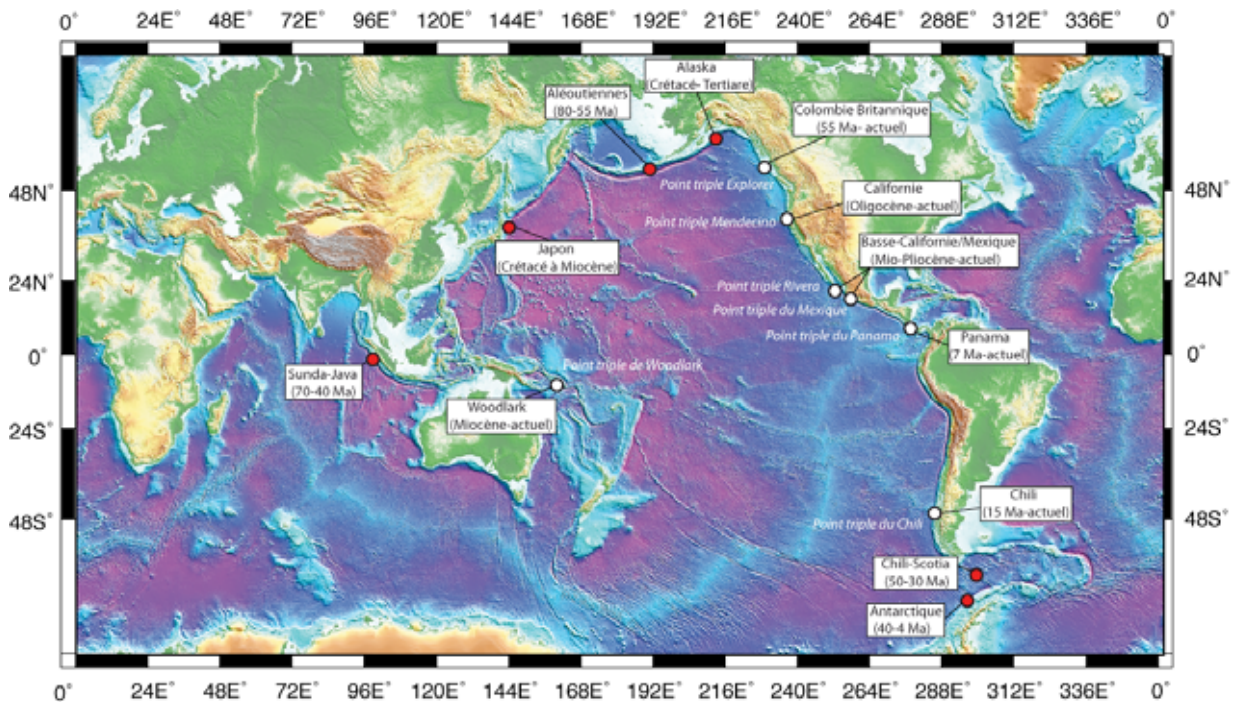 0° 24E° 48E° 72E° 96E° 120E° 144E° 168E° 192E° 216E° 240E° 264E° 288E° 312E° 336E° 0°
Alaska
(Crétacé- Tertiaire)
Aléoutiennes
(80-55 Ma)
Colombie Britannique
(55 Ma- actuel)
48N°
48N°
Point triple Explorer
Californie
(Oligocène-actuel)
Point triple Mendecino
Japon
(Crétacé à Miocène)
Basse-Californie/Mexique
(Mio-Pliocène-actuel)
24N°
24N°
Point triple Rivera
Point triple du Mexique
Point triple du Panama
Panama
(7 Ma-actuel)
0°
0°
Sunda-Java
(70-40 Ma)
Point triple de Woodlark
Woodlark
(Miocène-actuel)
24S°
24S°
Chili
(15 Ma-actuel)
48S°
48S°
Point triple du Chili
Chili-Scotia
(50-30 Ma)
Antarctique
(40-4 Ma)
0° 24E° 48E° 72E° 96E° 120E° 144E° 168E° 192E° 216E° 240E° 264E° 288E° 312E° 336E° 0°